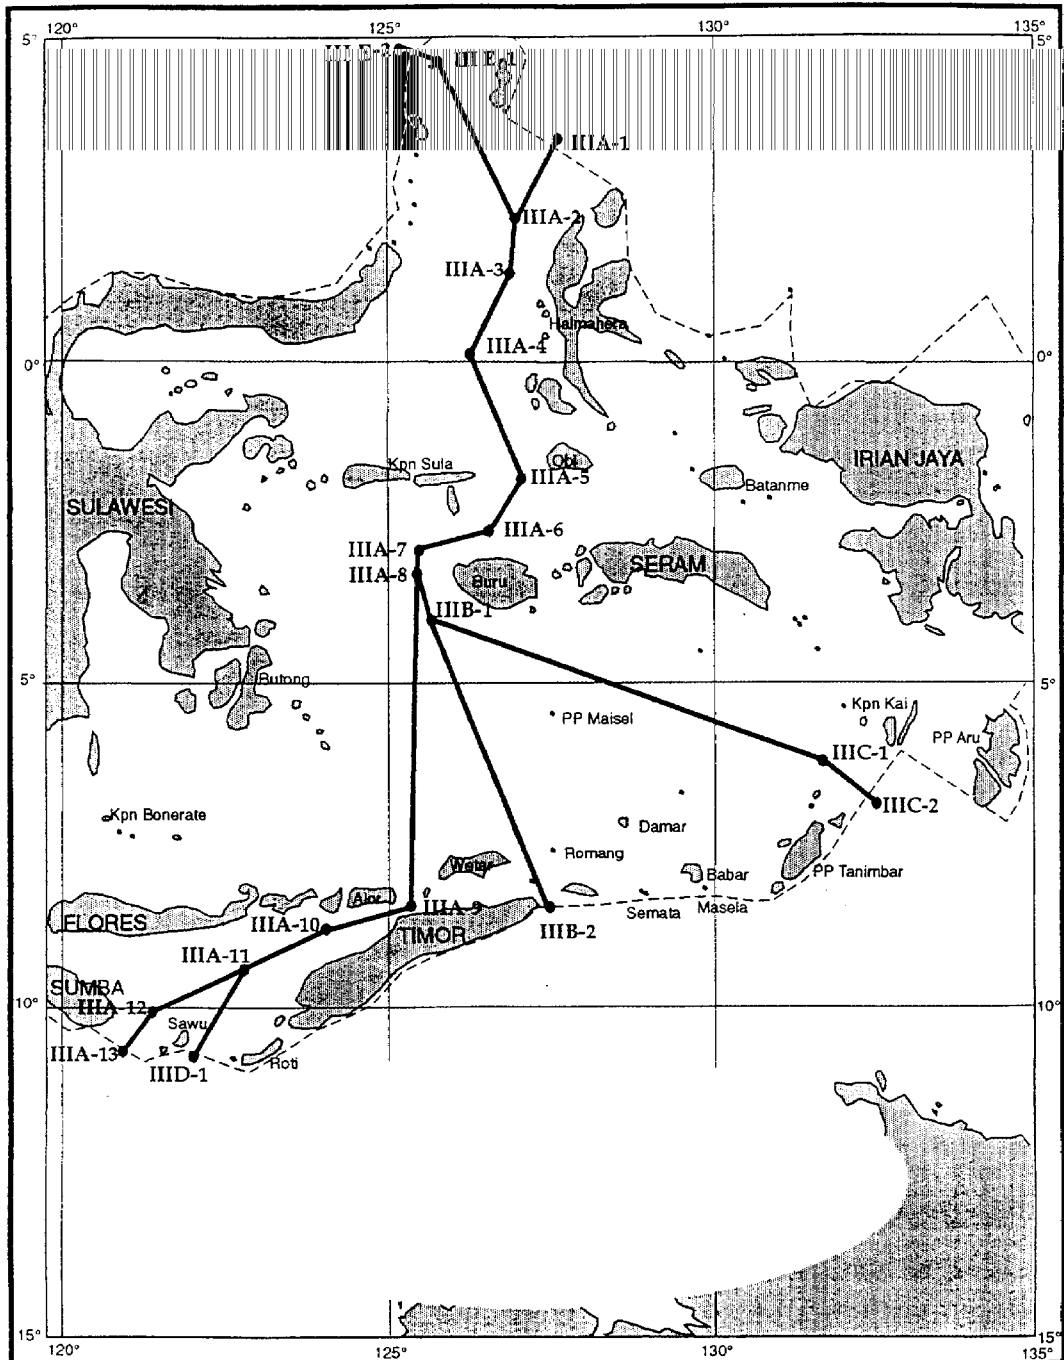 120° 125° 130° 135°
5° 5°
III E-2 III E-1
IIIA-1
IIIA-2
IIIA-3
Halmahera
IIIA-4
0° 0°
Kpn Sula
Obi
IRIAN JAYA
IIIA-5
Batanme
SULAWESI
IIIA-6
IIIA-7
SERAM
IIIA-8
Buru
IIIB-1
Butong
5°
Kpn Kai
PP Maisel
PP Aru
IIIC-1
IIIC-2
Kpn Bonerate
Damar
Romang
Wetar
Babar
PP Tanimbar
Alor
IIIA-9
Semata Masela
FLORES
IIIA-10
TIMOR
IIIB-2
IIIA-11
SUMBA
10° 10°
IIIA-12
Sawu
IIIA-13
Roti
IIID-1
15° 15°
120° 125° 130° 135°